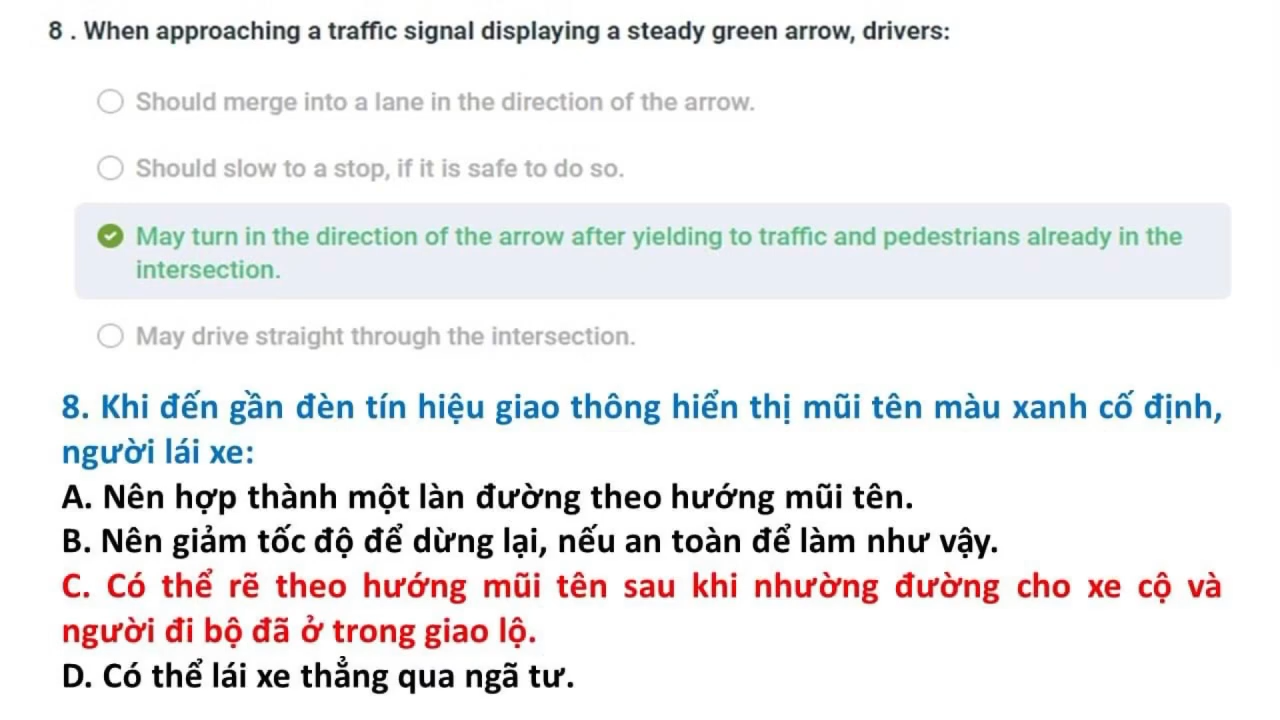 8 . When approaching a traffic signal displaying a steady green arrow, drivers:
Should merge into a lane in the direction of the arrow.
Should slow to a stop, if it is safe to do so.
May turn in the direction of the arrow after yielding to traffic and pedestrians already in the
intersection.
May drive straight through the intersection.
8. Khi đến gần đèn tín hiệu giao thông hiển thị mũi tên màu xanh cố định,
người lái xe:
A. Nên hợp thành một làn đường theo hướng mũi tên.
B. Nên giảm tốc độ để dừng lại, nếu an toàn để làm như vậy.
C. Có thể rẽ theo hướng mũi tên sau khi nhường đường cho xe cộ và
người đi bộ đã ở trong giao lộ.
D. Có thể lái xe thẳng qua ngã tư.